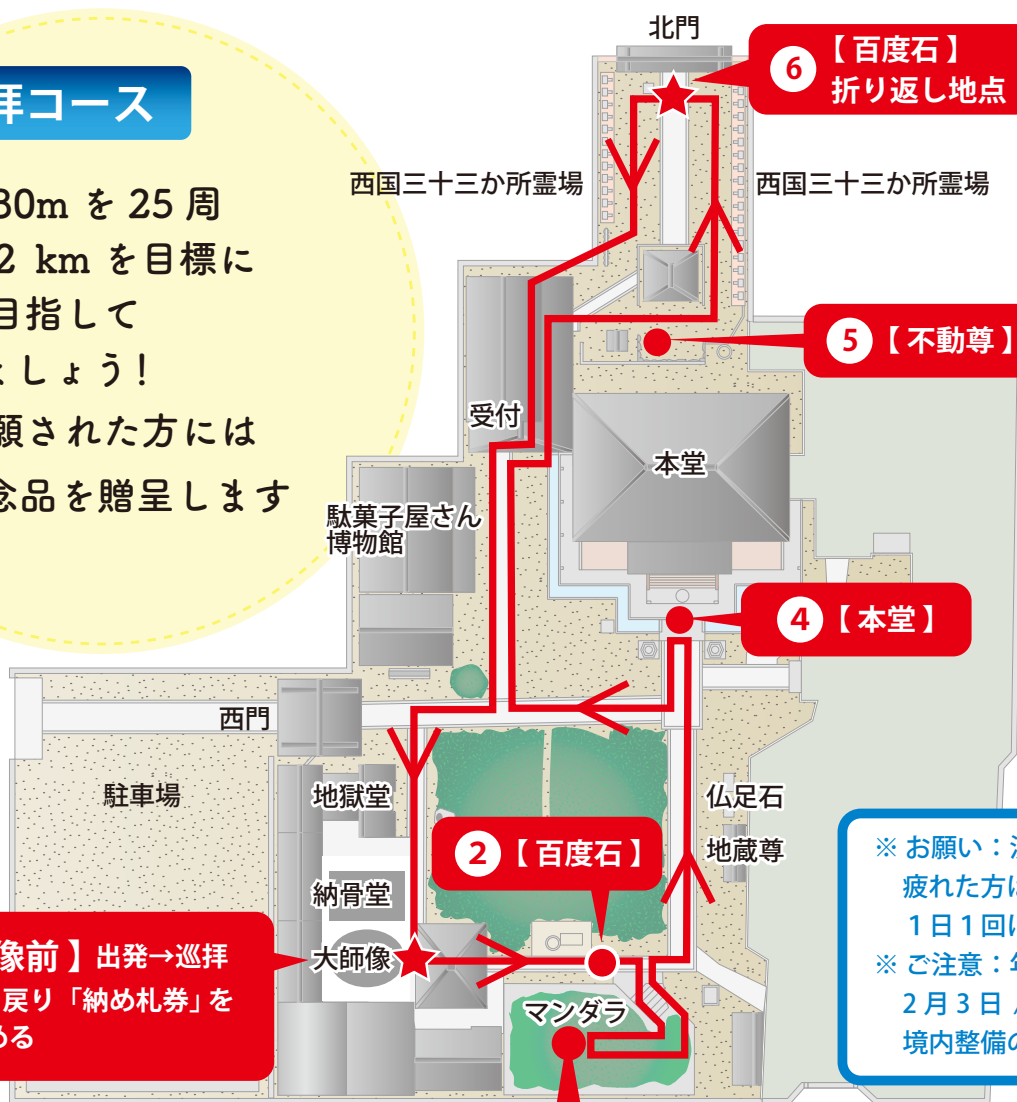 拝コース
30m を 25 周
2 km を目標に
目指して
ましょう!
願された方には
念品を贈呈します
北門
6 【 百度石 】
折り返し地点
西国三十三か所霊場
西国三十三か所霊場
5 【 不動尊 】
受付
本堂
駄菓子屋さん
博物館
4 【 本堂 】
西門
駐車場
地獄堂
仏足石
2 【 百度石 】
地蔵尊
納骨堂
像前 】出発→巡拝
戻り「納め札券」を
める
大師像
マンダラ
※ お願い:
疲れた方は
1日1回
※ ご注意:
2月3日
境内整備の